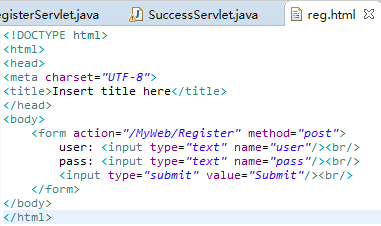 egisterServlet.java SuccessServlet.java reg.html
<!DOCTYPE html>
<html>
<head>
<meta charset="UTF-8">
<title>Insert title here</title>
</head>
<body>
<form action="/MyWeb/Register" method="post">
user: <input type="text" name="user"/><br/>
pass: <input type="text" name="pass"/><br/>
<input type="submit" value="Submit"/><br/>
</form>
</body>
</html>